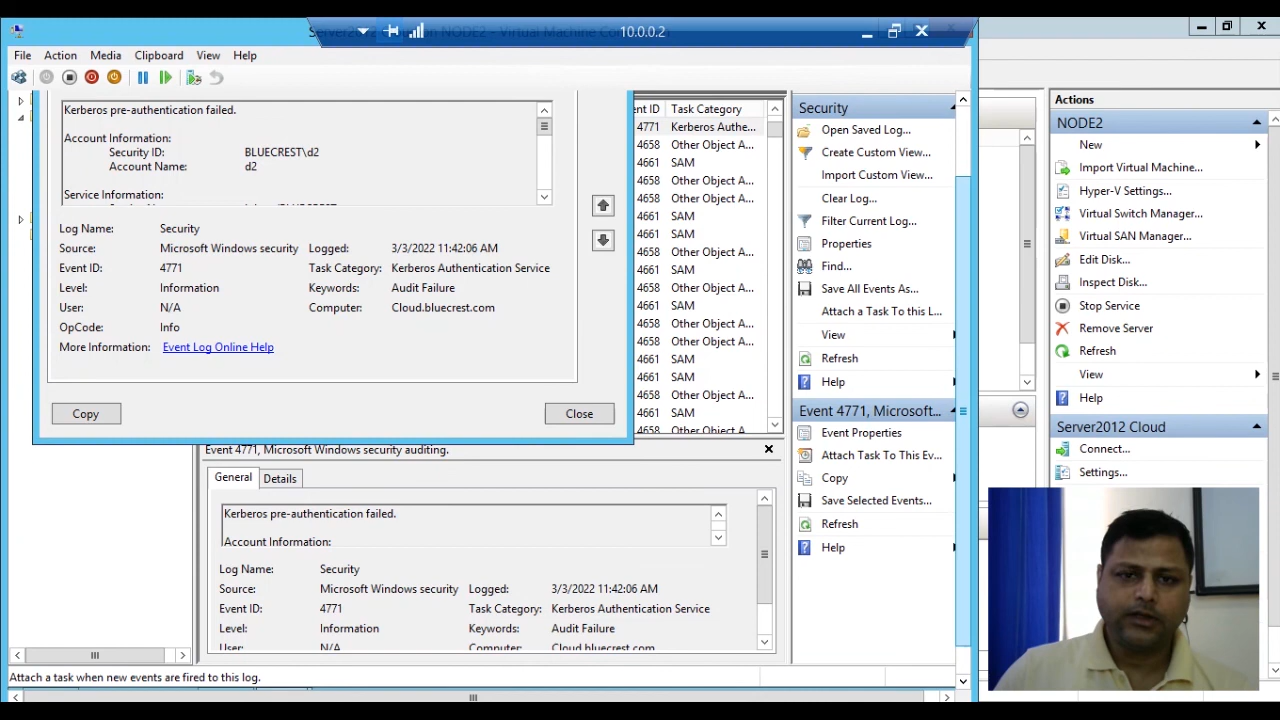 10.0.0.2
File Action Media Clipboard View Help
Kerberos pre-authentication failed.
Account Information:
Security ID: BLUECREST\d2
Account Name: d2
Service Information:
Log Name: Security
Source: Microsoft Windows security Logged: 3/3/2022 11:42:06 AM
Event ID: 4771 Task Category: Kerberos Authentication Service
Level: Information Keywords: Audit Failure
User: N/A Computer: Cloud.bluecrest.com
OpCode: Info
More Information: Event Log Online Help
Copy Close
ent ID Task Category
4771 Kerberos Authe...
4658 Other Object A...
4661 SAM
4658 Other Object A...
4658 Other Object A...
4661 SAM
4658 Other Object A...
4661 SAM
4658 Other Object A...
4661 SAM
4658 Other Object A...
4658 Other Object A...
4658 Other Object A...
4661 SAM
4661 SAM
4658 Other Object A...
4661 SAM
4658 Other Object A...
Event 4771, Microsoft Windows security auditing.
General Details
Kerberos pre-authentication failed.
Account Information:
Log Name: Security
Source: Microsoft Windows security Logged: 3/3/2022 11:42:06 AM
Event ID: 4771 Task Category: Kerberos Authentication Service
Level: Information Keywords: Audit Failure
User: N/A Computer: Cloud.bluecrest.com
Attach a task when new events are fired to this log.
Security
Open Saved Log...
Create Custom View...
Import Custom View...
Clear Log...
Filter Current Log...
Properties
Find...
Save All Events As...
Attach a Task To this L...
View
Refresh
Help
Event 4771, Microsoft...
Event Properties
Attach Task To This Ev...
Copy
Save Selected Events...
Refresh
Help
Actions
NODE2
New
Import Virtual Machine...
Hyper-V Settings...
Virtual Switch Manager...
Virtual SAN Manager...
Edit Disk...
Inspect Disk...
Stop Service
Remove Server
Refresh
View
Help
Server2012 Cloud
Connect...
Settings...